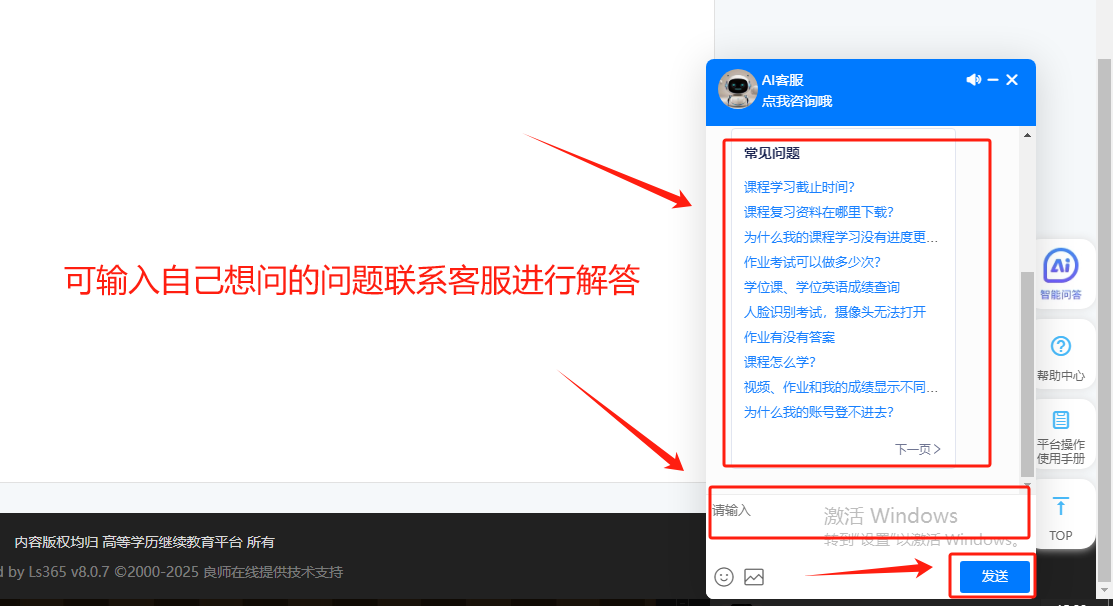 AI客服
点我咨询哦
常见问题
课程学习截止时间?
课程复习资料在哪里下载?
为什么我的课程学习没有进度更...
作业考试可以做多少次?
学位课、学位英语成绩查询
人脸识别考试，摄像头无法打开
作业有没有答案
课程怎么学?
视频、作业和我的成绩显示不同...
为什么我的账号登不进去?
下一页
可输入自己想问的问题联系客服进行解答
请输入
激活 Windows
转到"设置"以激活 Windows。
发送
Ai
智能问答
帮助中心
平台操作
使用手册
TOP
内容版权均归 高等学历继续教育平台 所有
d by Ls365 v8.0.7 ©2000-2025 良师在线提供技术支持